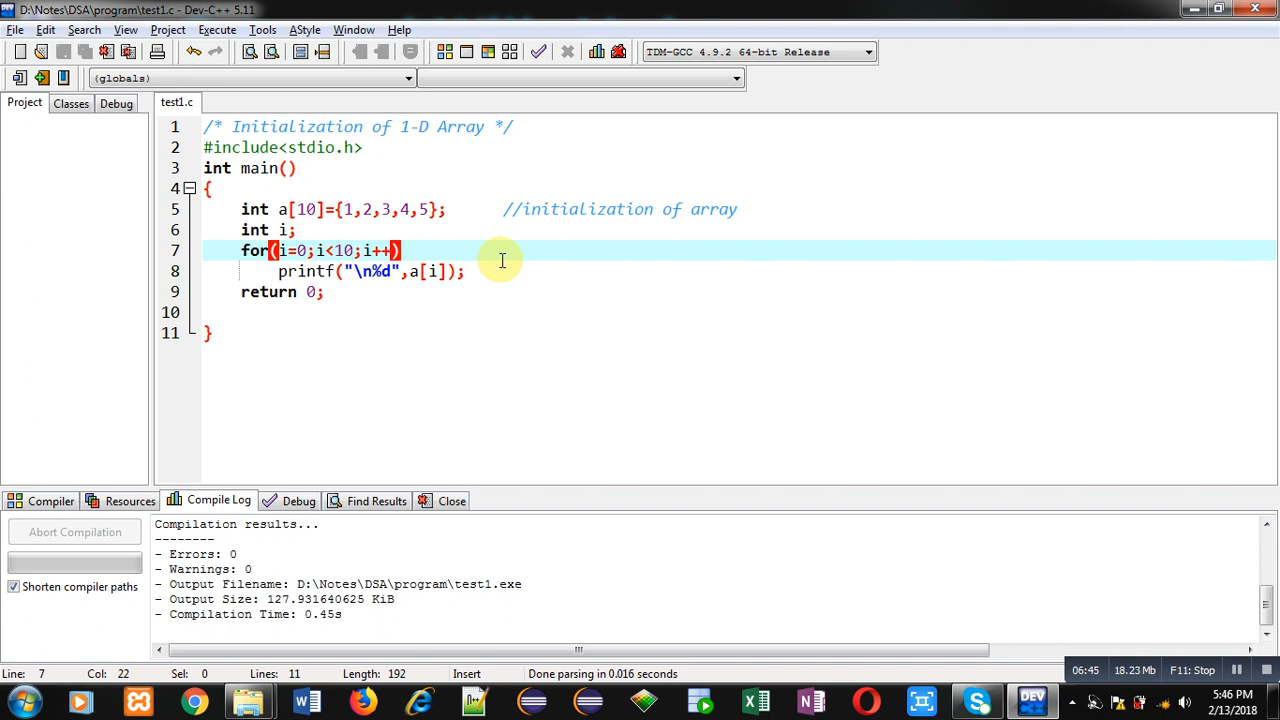 D:\Notes\DSA\program\test1.c - Dev-C++ 5.11
File Edit Search View Project Execute Tools AStyle Window Help
TDM-GCC 4.9.2 64-bit Release
(globals)
Project Classes Debug test1.c
1 /* Initialization of 1-D Array */
2 #include<stdio.h>
3 int main()
4 {
5 int a[10]={1,2,3,4,5}; //initialization of array
6 int i;
7 for(i=0;i<10;i++)
8 printf("\n%d",a[i]);
9 return 0;
10
11 }
Compiler Resources Compile Log Debug Find Results Close
Abort Compilation
Shorten compiler paths
Compilation results...
--------
- Errors: 0
- Warnings: 0
- Output Filename: D:\Notes\DSA\program\test1.exe
- Output Size: 127.931640625 KiB
- Compilation Time: 0.45s
Line: 7 Col: 22 Sel: 0 Lines: 11 Length: 192 Insert Done parsing in 0.016 seconds
06:45 18.23 Mb F11: Stop
DEV
5:46 PM
2/13/2018